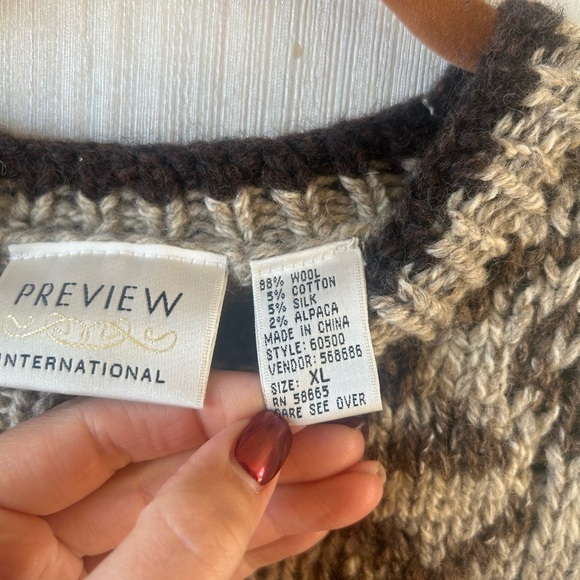 PREVIEW
INTERNATIONAL
88% WOOL
5% COTTON
5% SILK
2% ALPACA
MADE IN CHINA
STYLE: 60500
VENDOR: 568686
SIZE: XL
RN 58665
CARE SEE OVER